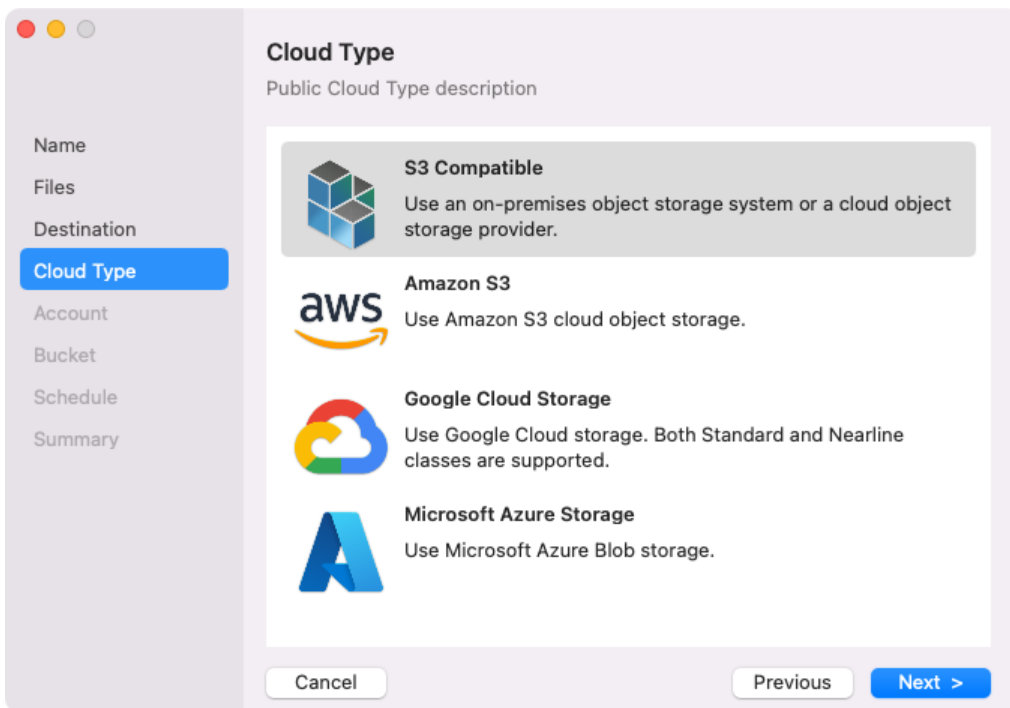 Cloud Type
Public Cloud Type description
Name
Files
Destination
Cloud Type
Account
Bucket
Schedule
Summary
S3 Compatible
Use an on-premises object storage system or a cloud object
storage provider.
aws
Amazon S3
Use Amazon S3 cloud object storage.
Google Cloud Storage
Use Google Cloud storage. Both Standard and Nearline
classes are supported.
Microsoft Azure Storage
Use Microsoft Azure Blob storage.
Cancel
Previous
Next >